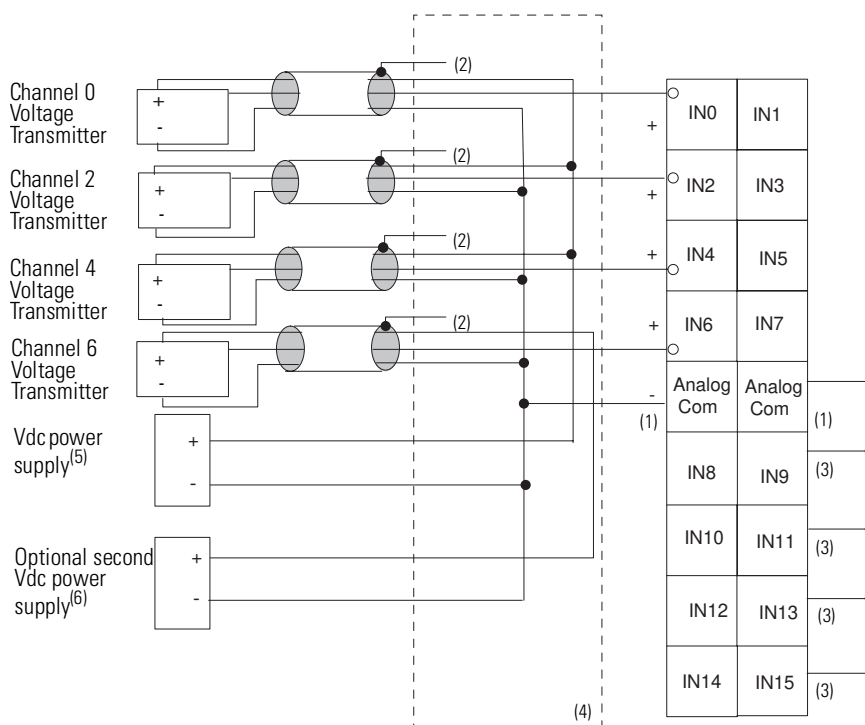 Channel 0
Voltage
Transmitter
+
-
(2)
+
IN0 IN1
Channel 2
Voltage
Transmitter
+
-
(2)
+
IN2 IN3
Channel 4
Voltage
Transmitter
+
-
(2)
+
IN4 IN5
Channel 6
Voltage
Transmitter
+
-
(2)
+
IN6 IN7
-
(1)
Analog
Com
Analog
Com
(1)
Vdc power
supply(5)
+
-
IN8 IN9 (3)
IN10 IN11 (3)
Optional second
Vdc power
supply(6)
+
-
IN12 IN13 (3)
IN14 IN15 (3)
(4)